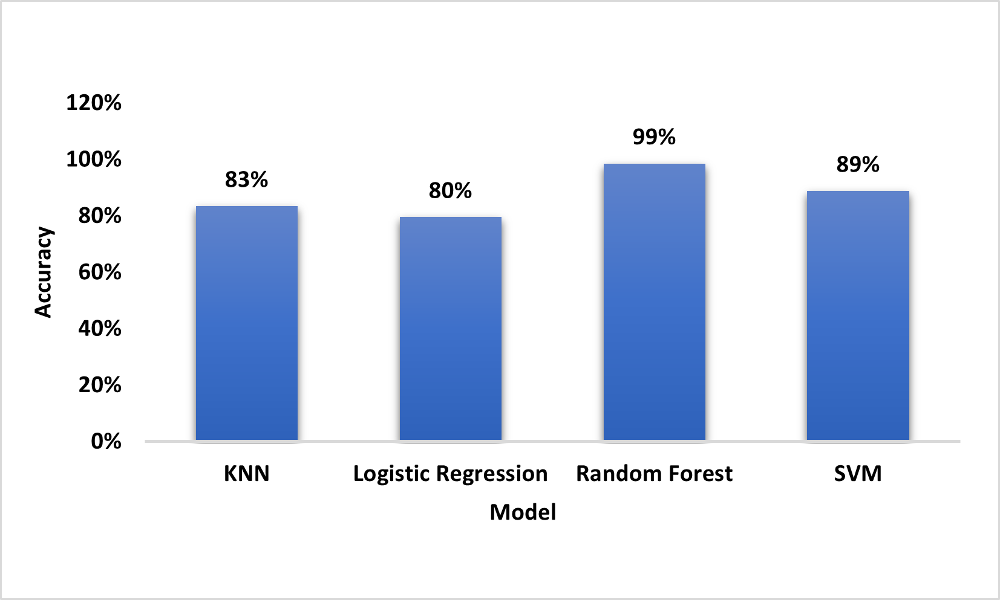 120%
100%
80%
60%
40%
20%
0%
Accuracy
83%
80%
99%
89%
KNN
Logistic Regression
Random Forest
SVM
Model